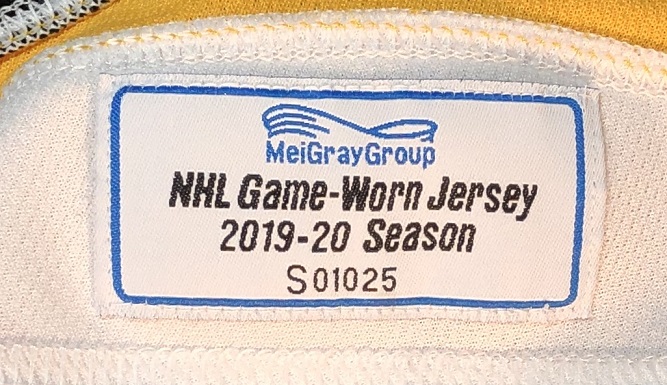 MeiGrayGroup
NHL Game-Worn Jersey
2019-20 Season
S01025